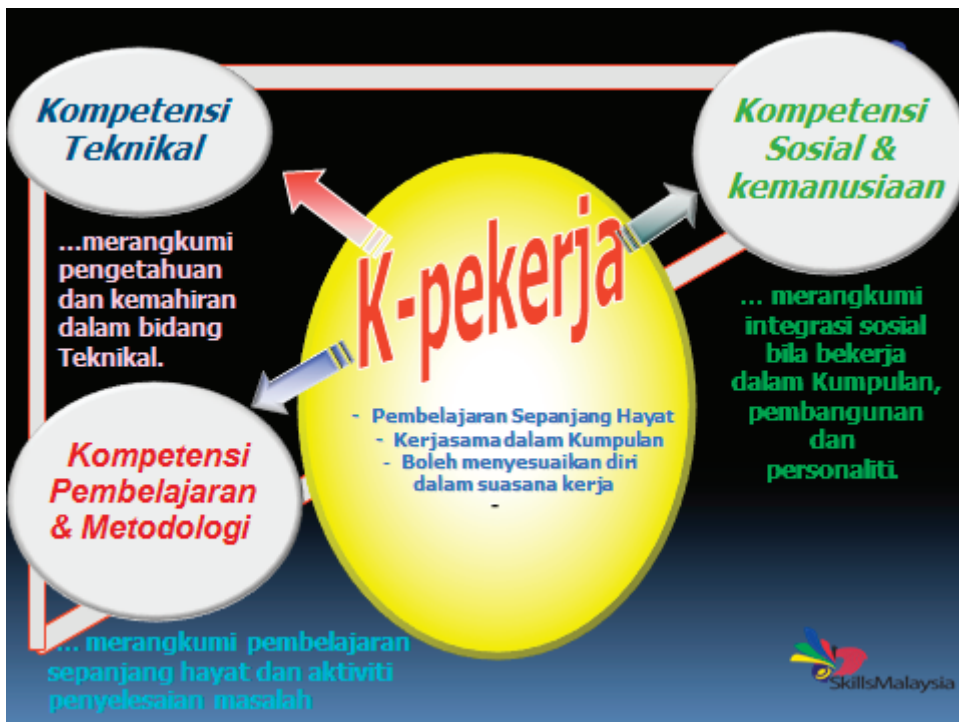 Kompetensi
Teknikal
...merangkumi
pengetahuan
dan kemahiran
dalam bidang
Teknikal.
Kompetensi
Sosial &
kemanusiaan
... merangkumi
integrasi sosial
bila bekerja
dalam Kumpulan,
pembangunan
dan
personaliti.
K-pekerja
- Pembelajaran Sepanjang Hayat
- Kerjasama dalam Kumpulan
- Boleh menyesuaikan diri
dalam suasana kerja
-
Kompetensi
Pembelajaran
& Metodologi
... merangkumi pembelajaran
sepanjang hayat dan aktiviti
penyelesaian masalah
SkillsMalaysia